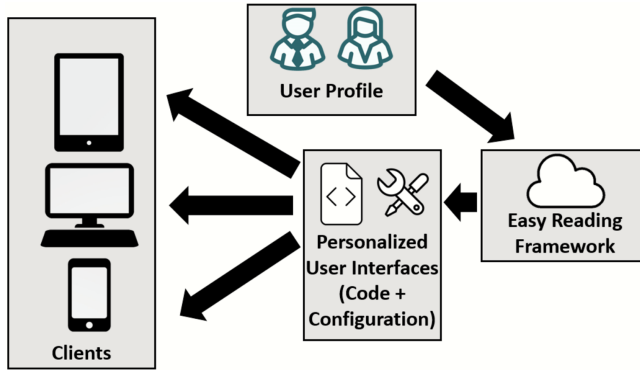 User Profile
Easy Reading
Framework
Personalized
User Interfaces
(Code +
Configuration)
Clients